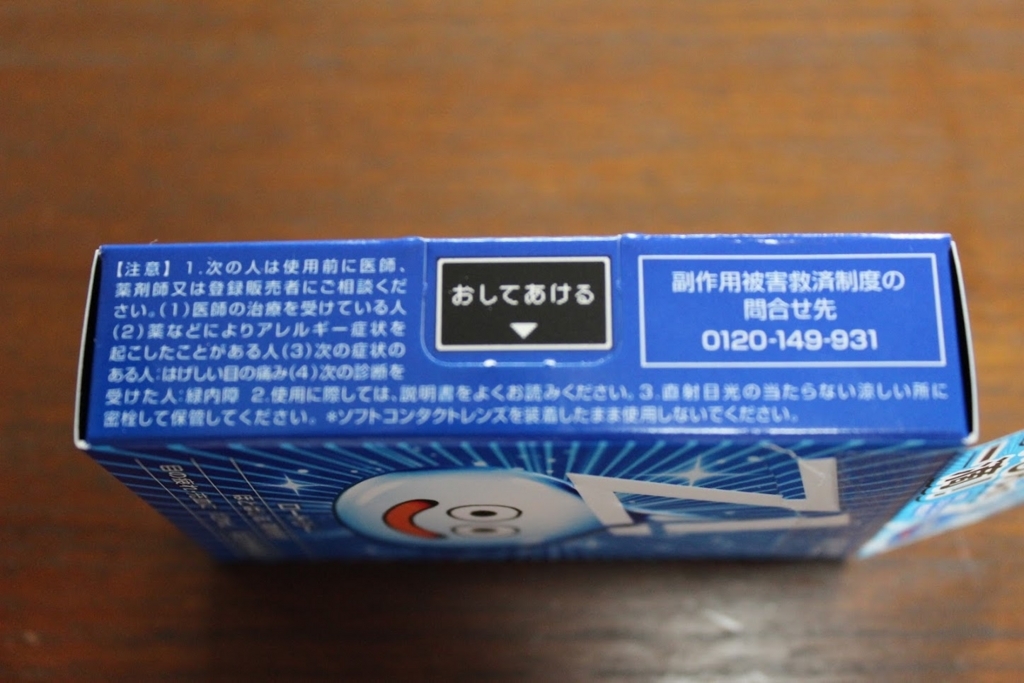 【注意】 1.次の人は使用前に医師、
薬剤師又は登録販売者にご相談くだ
さい。(1)医師の治療を受けている人
(2)薬などによりアレルギー症状を
起こしたことがある人(3)次の症状の
ある人:はげしい目の痛み(4)次の診断を
受けた人:緑内障 2.使用に際しては、説明書をよくお読みください。3.直射日光の当たらない涼しい所に
密栓して保管してください。 ※ソフトコンタクトレンズを装着したまま使用しないでください。
おしてあける
副作用被害救済制度の
問合せ先
0120-149-931
Z